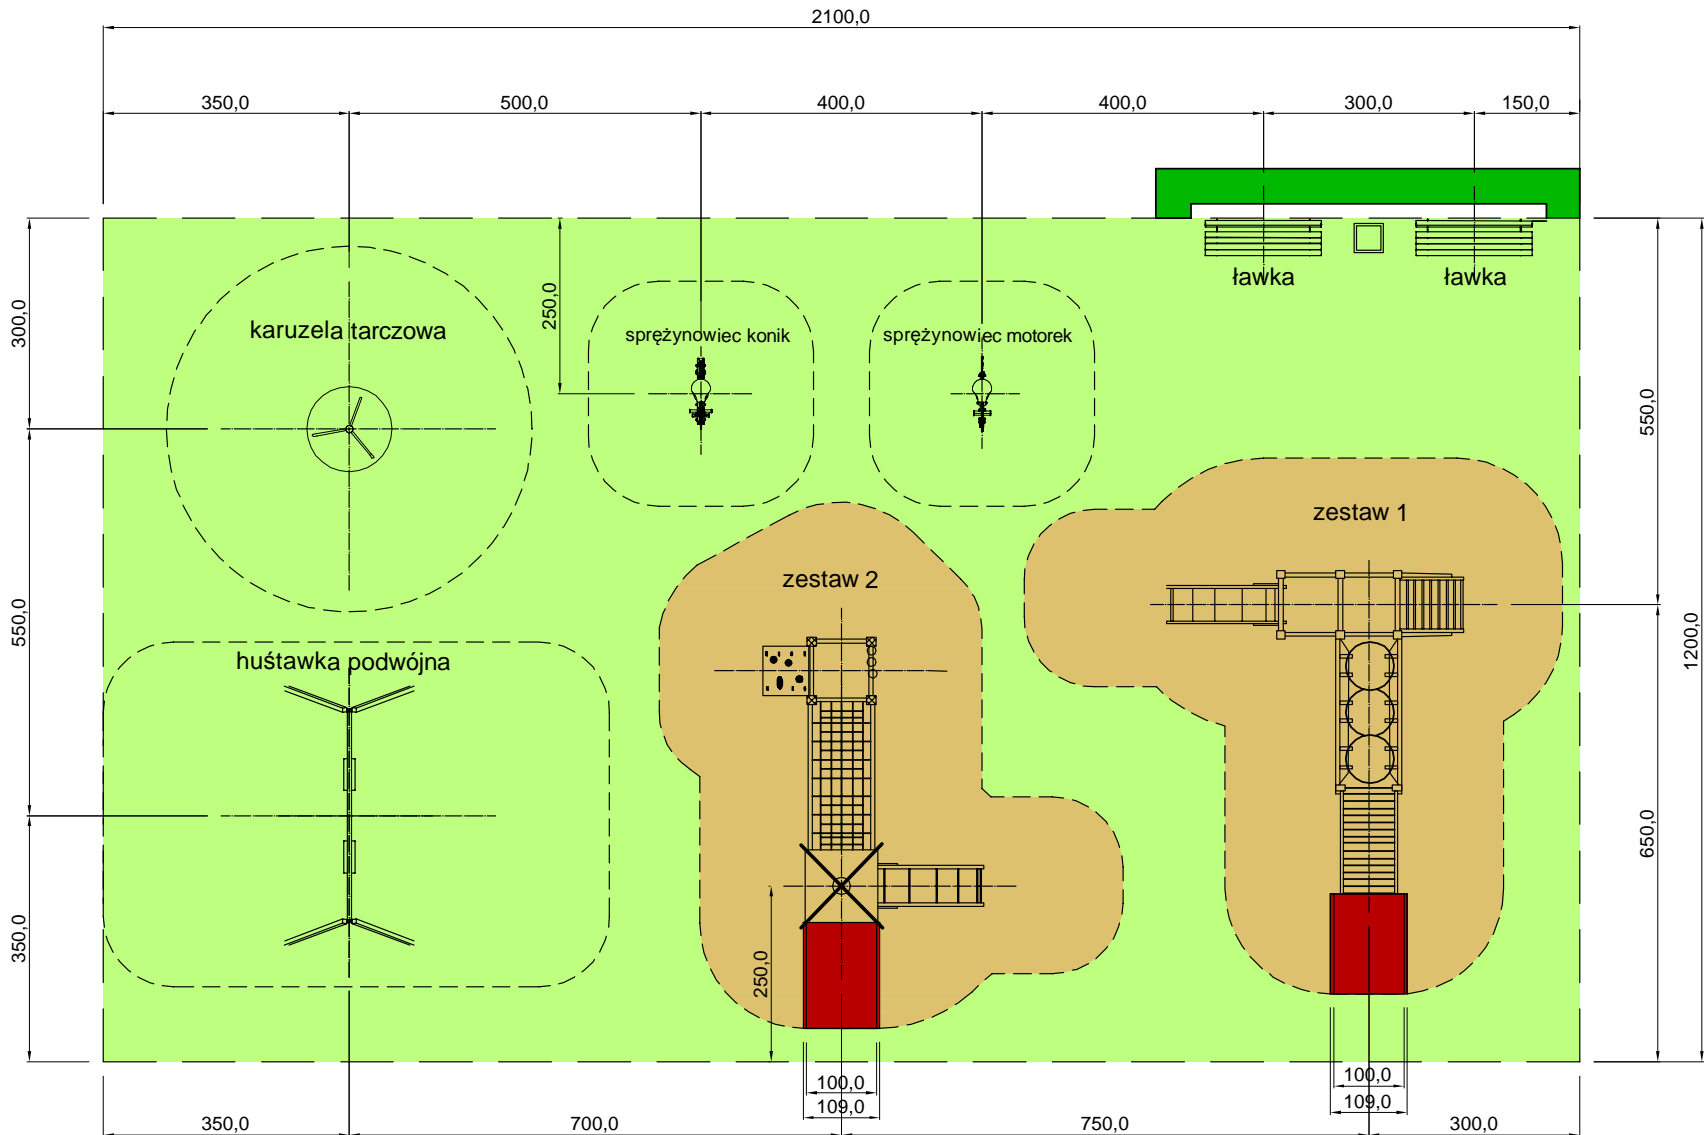 2100,0
350,0 500,0 400,0 400,0 300,0 150,0
300,0
550,0
350,0
250,0
karuzela tarczowa
sprężynowiec konik
sprężynowiec motorek
ławka ławka
550,0
1200,0
650,0
zestaw 1
zestaw 2
huśtawka podwójna
250,0
100,0
109,0
100,0
109,0
350,0 700,0 750,0 300,0